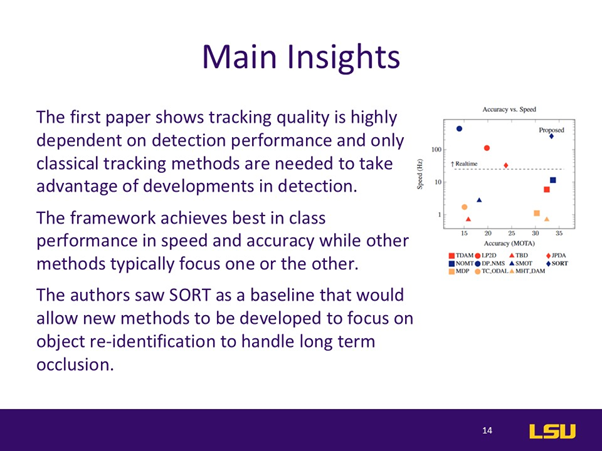 Main Insights
The first paper shows tracking quality is highly
dependent on detection performance and only
classical tracking methods are needed to take
advantage of developments in detection.
The framework achieves best in class
performance in speed and accuracy while other
methods typically focus one or the other.
The authors saw SORT as a baseline that would
allow new methods to be developed to focus on
object re-identification to handle long term
occlusion.
Accuracy vs. Speed
Proposed
100
↑ Realtime
Speed (Hz)
10
1
15 20 25 30 35
Accuracy (MOTA)
TDAM LP2D TBD JPDA
NOMT DP_NMS SMOT SORT
MDP TC_ODAL MHT_DAM
14
LSU